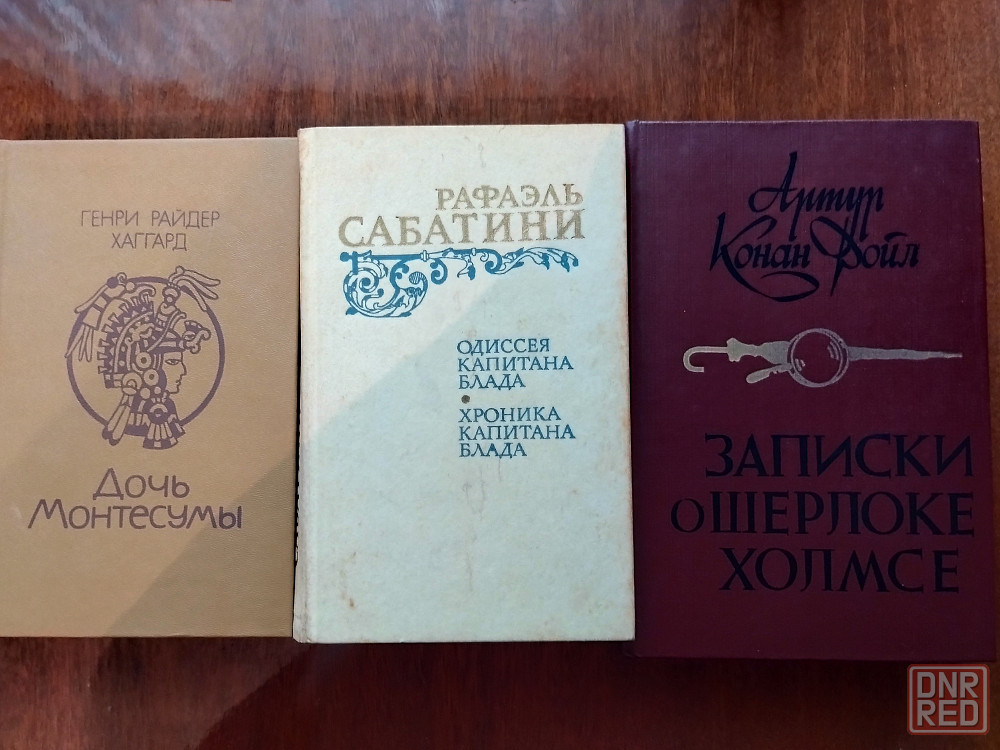 ГЕНРИ РАЙДЕР
ХАГГАРД
Дочь
Монтесумы
РАФАЭЛЬ
САБАТИНИ
ОДИССЕЯ
КАПИТАНА
БЛАДА
•
ХРОНИКА
КАПИТАНА
БЛАДА
Артур
Конан Дойл
ЗАПИСКИ
О ШЕРЛОКЕ
ХОЛМСЕ
DNR
RED